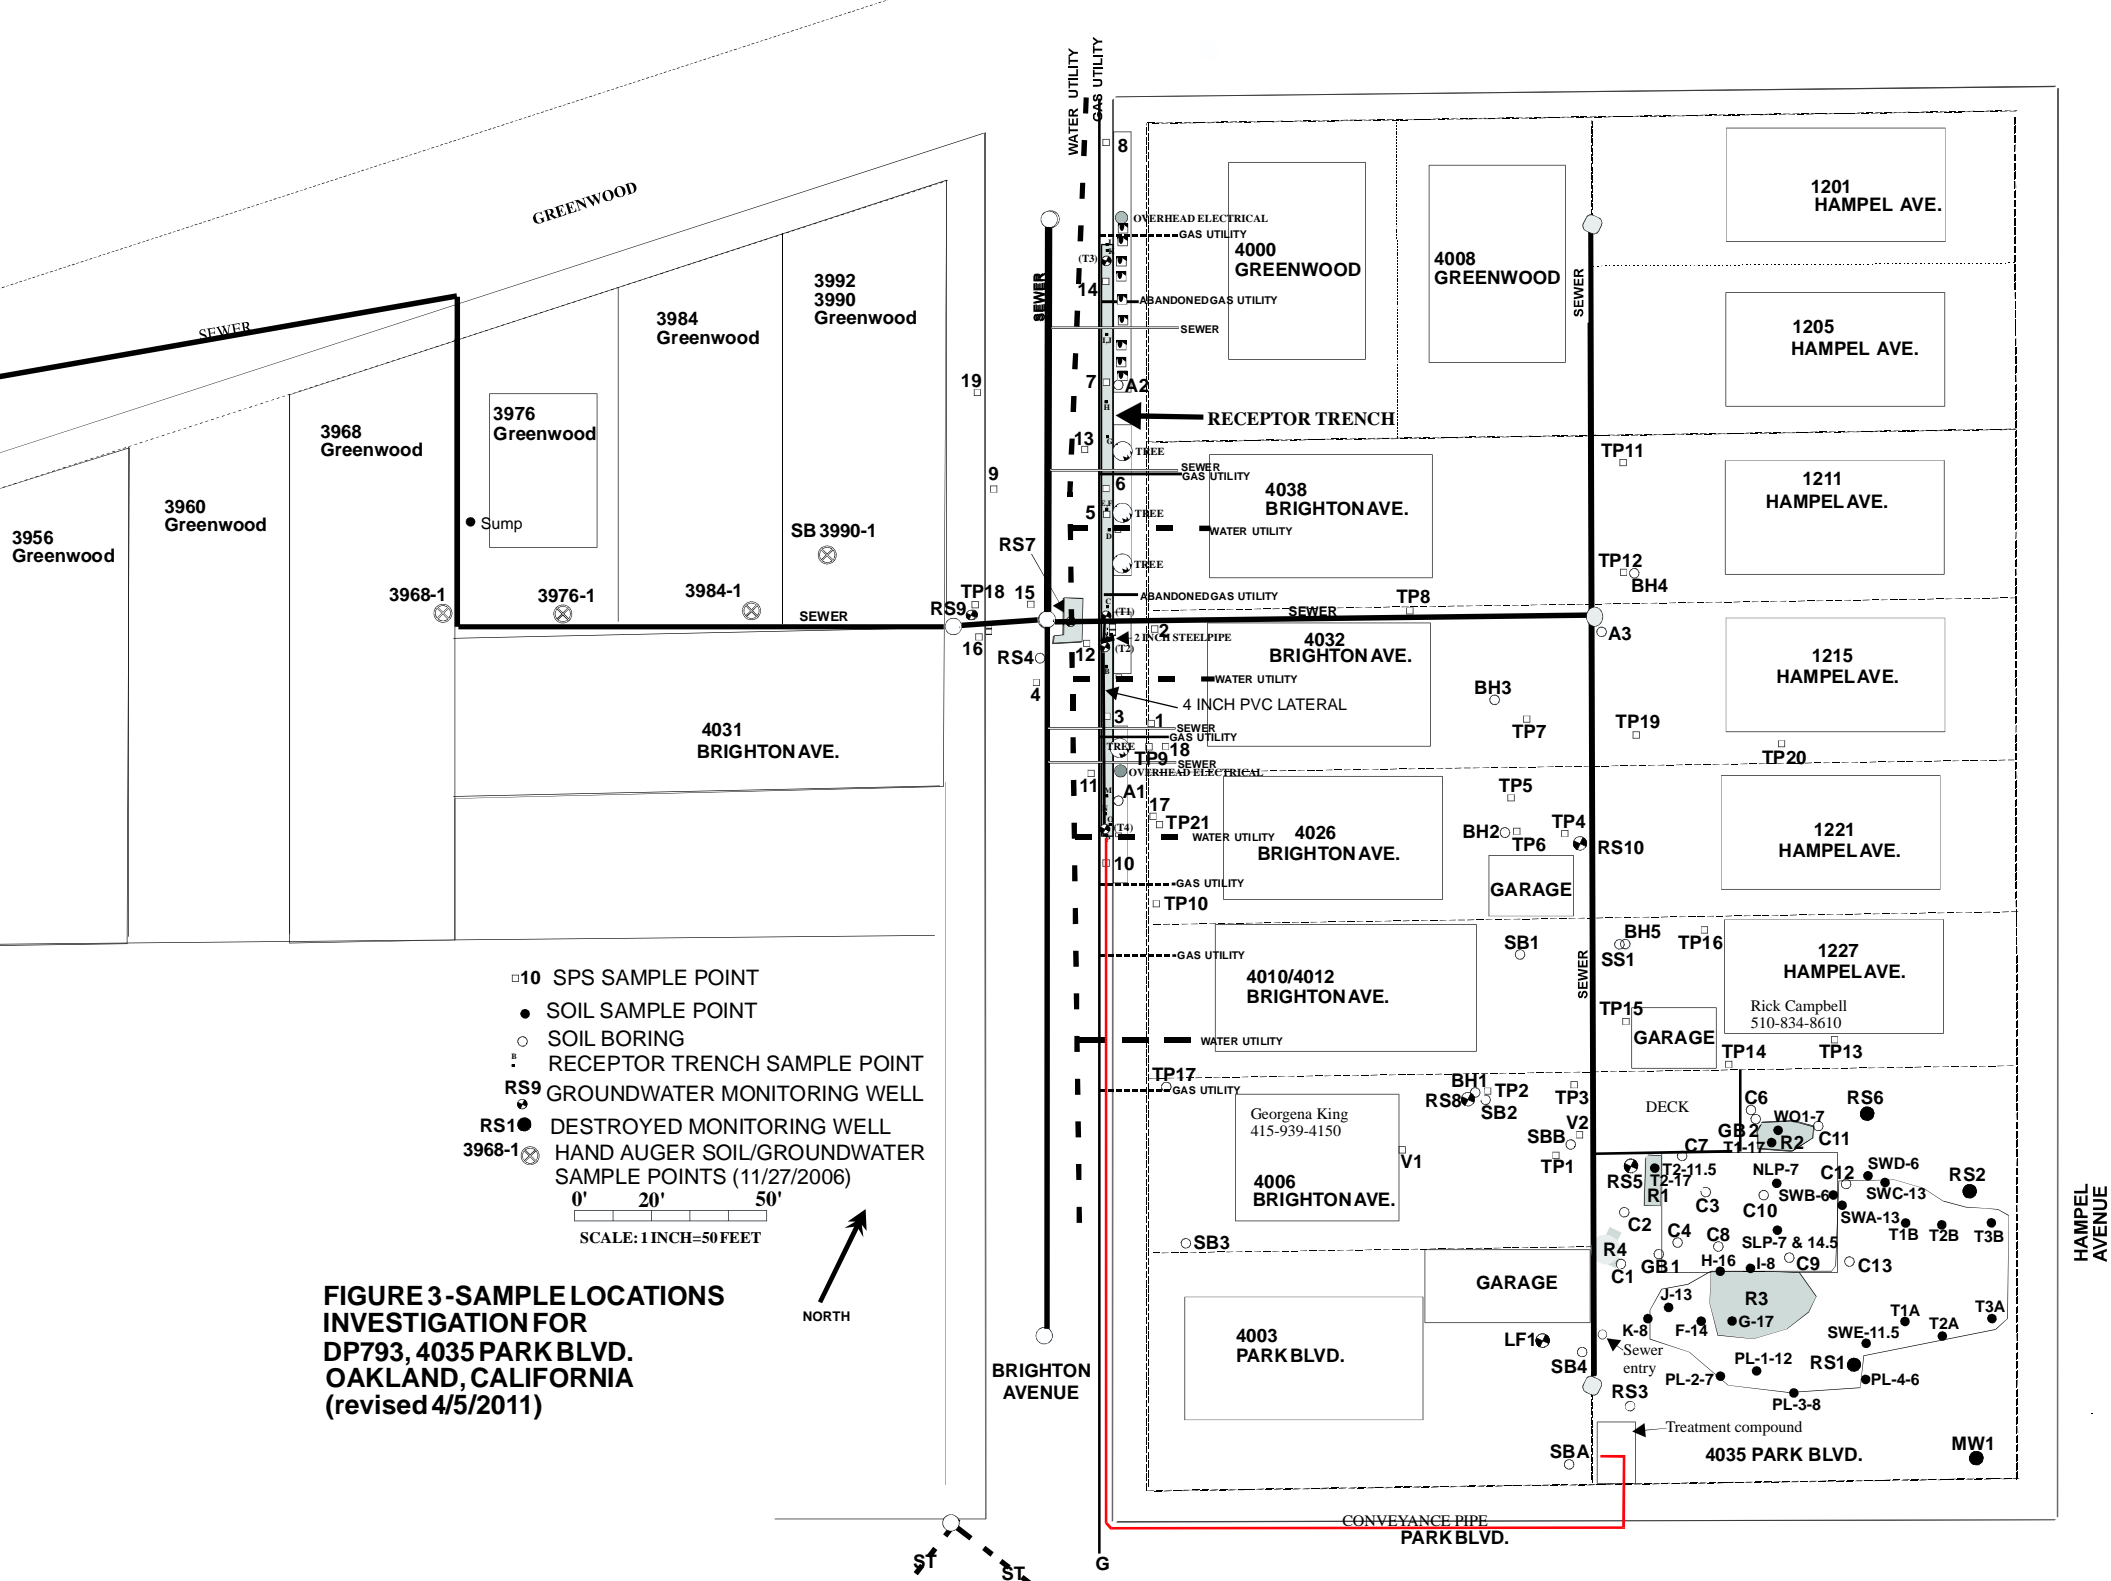 WATER UTILITY
GAS UTILITY
8
GREENWOOD
OVERHEAD ELECTRICAL
GAS UTILITY
(T3)
14
ABANDONED GAS UTILITY
SEWER
SEWER
4000
GREENWOOD
4008
GREENWOOD
SEWER
1201
HAMPEL AVE.
1205
HAMPEL AVE.
SEWER
3992
3990
Greenwood
3984
Greenwood
3976
Greenwood
3968
Greenwood
3960
Greenwood
3956
Greenwood
Sump
SB 3990-1
3968-1
3976-1
3984-1
SEWER
19
9
7
A2
H
RECEPTOR TRENCH
13
G
TREE
SEWER
GAS UTILITY
6
5
TREE
D
WATER UTILITY
TREE
RS7
4038
BRIGHTON AVE.
TP11
1211
HAMPEL AVE.
TP12
BH4
TP18
RS9
15
16
RS4
4
12
C
ABANDONED GAS UTILITY
(T1)
2
2 INCH STEEL PIPE
(T2)
B
WATER UTILITY
4 INCH PVC LATERAL
3
1
SEWER
GAS UTILITY
TREE
18
TP9
SEWER
OVERHEAD ELECTRICAL
11
M
A1
17
TP21
(T4)
WATER UTILITY
10
GAS UTILITY
TP10
SEWER
TP8
4032
BRIGHTON AVE.
A3
1215
HAMPEL AVE.
BH3
TP7
TP19
TP20
4031
BRIGHTON AVE.
4026
BRIGHTON AVE.
TP5
BH2
TP6
TP4
RS10
GARAGE
1221
HAMPEL AVE.
GAS UTILITY
4010/4012
BRIGHTON AVE.
SB1
SEWER
BH5
SS1
TP16
1227
HAMPEL AVE.
Rick Campbell
510-834-8610
TP15
GARAGE
TP14
TP13
WATER UTILITY
TP17
GAS UTILITY
Georgena King
415-939-4150
4006
BRIGHTON AVE.
V1
BH1
RS8
TP2
SB2
TP3
V2
SBB
TP1
SB3
DECK
C6
WO1-7
GB2
T1-17
R2
C11
RS6
C7
RS5
T2-11.5
T2-17
R1
NLP-7
C12
SWD-6
SWC-13
RS2
SWB-6
C3
C10
SWA-13
C2
C4
C8
SLP-7 & 14.5
T1B
T2B
T3B
R4
C1
GB1
H-16
I-8
C9
C13
J-13
R3
K-8
F-14
G-17
T1A
T2A
T3A
SWE-11.5
GARAGE
4003
PARK BLVD.
LF1
SB4
Sewer
entry
PL-1-12
RS1
PL-2-7
PL-4-6
PL-3-8
RS3
Treatment compound
SBA
4035 PARK BLVD.
MW1
CONVEYANCE PIPE
PARK BLVD.
HAMPEL
AVENUE
BRIGHTON
AVENUE
10 SPS SAMPLE POINT
SOIL SAMPLE POINT
SOIL BORING
B
RECEPTOR TRENCH SAMPLE POINT
RS9 GROUNDWATER MONITORING WELL
RS1 DESTROYED MONITORING WELL
3968-1 HAND AUGER SOIL/GROUNDWATER
SAMPLE POINTS (11/27/2006)
0' 20' 50'
SCALE: 1 INCH=50 FEET
NORTH
FIGURE 3 -SAMPLE LOCATIONS
INVESTIGATION FOR
DP793, 4035 PARK BLVD.
OAKLAND, CALIFORNIA
(revised 4/5/2011)
ST
ST
G